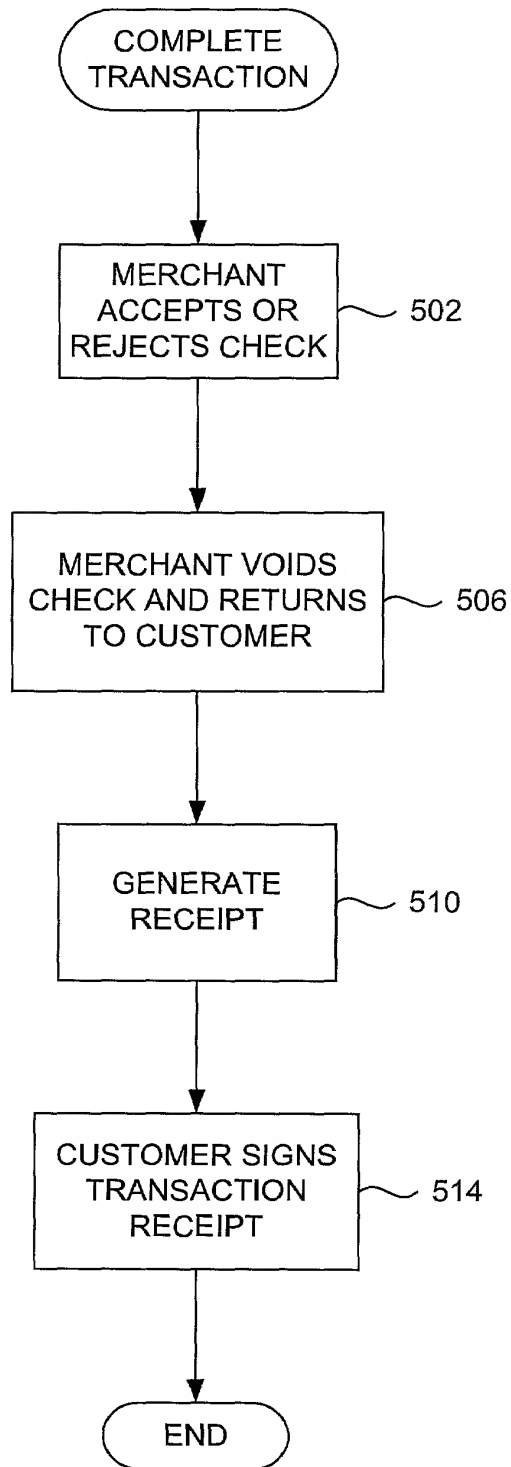 COMPLETE
TRANSACTION
MERCHANT
ACCEPTS OR
REJECTS CHECK
502
MERCHANT VOIDS
CHECK AND RETURNS
TO CUSTOMER
506
GENERATE
RECEIPT
510
CUSTOMER SIGNS
TRANSACTION
RECEIPT
514
END